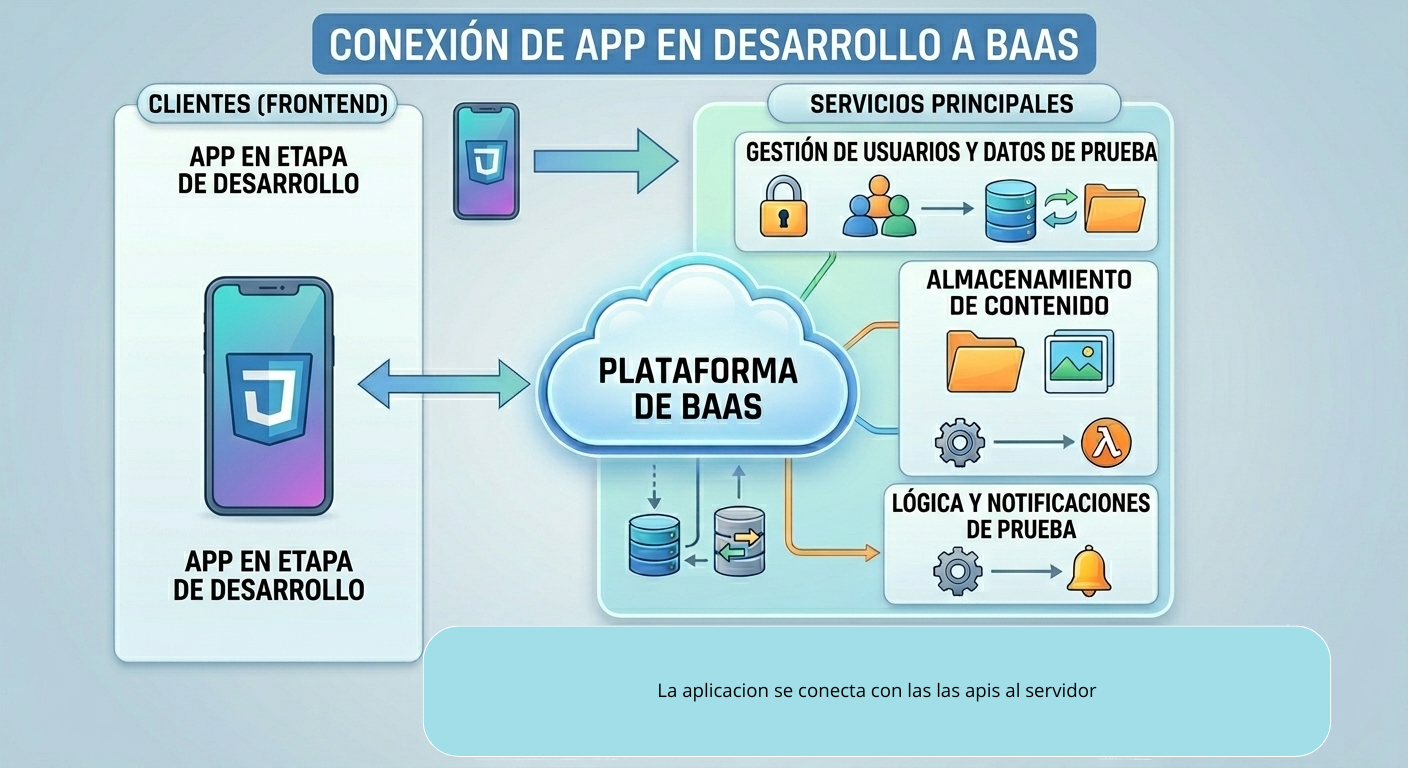 CONEXIÓN DE APP EN DESARROLLO A BAAS
CLIENTES (FRONTEND)
APP EN ETAPA
DE DESARROLLO
APP EN ETAPA
DE DESARROLLO
SERVICIOS PRINCIPALES
GESTIÓN DE USUARIOS Y DATOS DE PRUEBA
PLATAFORMA
DE BAAS
ALMACENAMIENTO
DE CONTENIDO
λ
LÓGICA Y NOTIFICACIONES
DE PRUEBA
La aplicacion se conecta con las las apis al servidor